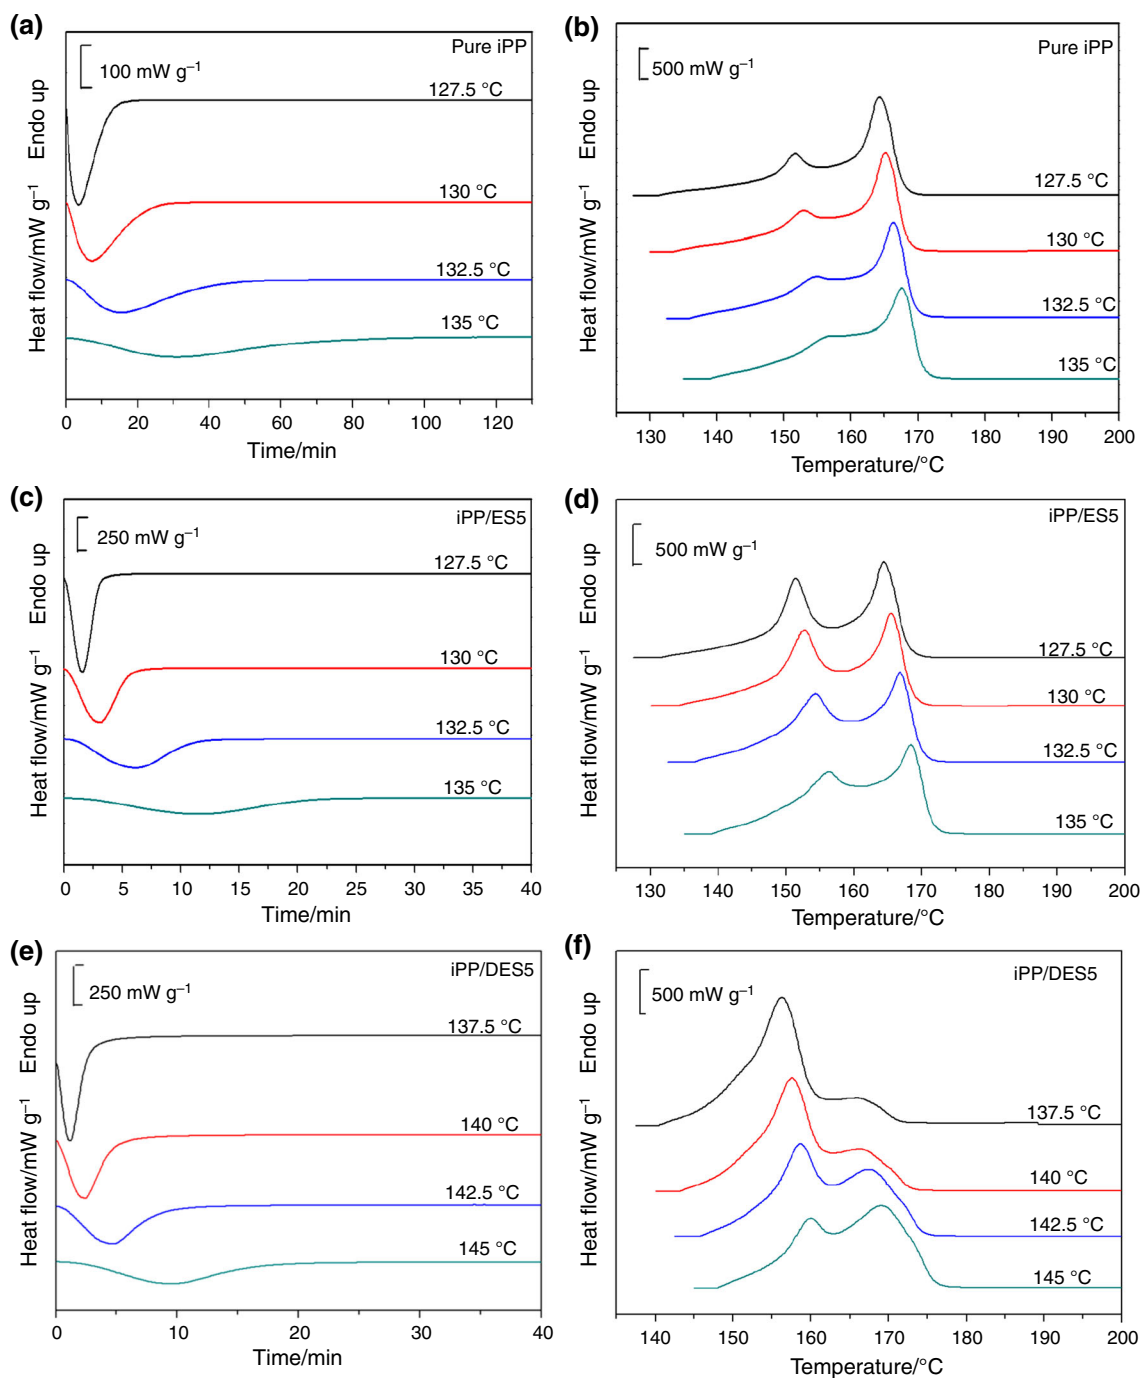 (a)
Pure iPP
100 mW g⁻¹
127.5 °C
130 °C
132.5 °C
135 °C
Heat flow/mW g⁻¹ Endo up
0 20 40 60 80 100 120
Time/min
(b)
Pure iPP
500 mW g⁻¹
127.5 °C
130 °C
132.5 °C
135 °C
Heat flow/mW g⁻¹ Endo up
130 140 150 160 170 180 190 200
Temperature/°C
(c)
iPP/ES5
250 mW g⁻¹
127.5 °C
130 °C
132.5 °C
135 °C
Heat flow/mW g⁻¹ Endo up
0 5 10 15 20 25 30 35 40
Time/min
(d)
iPP/ES5
500 mW g⁻¹
127.5 °C
130 °C
132.5 °C
135 °C
Heat flow/mW g⁻¹ Endo up
130 140 150 160 170 180 190 200
Temperature/°C
(e)
iPP/DES5
250 mW g⁻¹
137.5 °C
140 °C
142.5 °C
145 °C
Heat flow/mW g⁻¹ Endo up
0 10 20 30 40
Time/min
(f)
iPP/DES5
500 mW g⁻¹
137.5 °C
140 °C
142.5 °C
145 °C
Heat flow/mW g⁻¹ Endo up
140 150 160 170 180 190 200
Temperature/°C